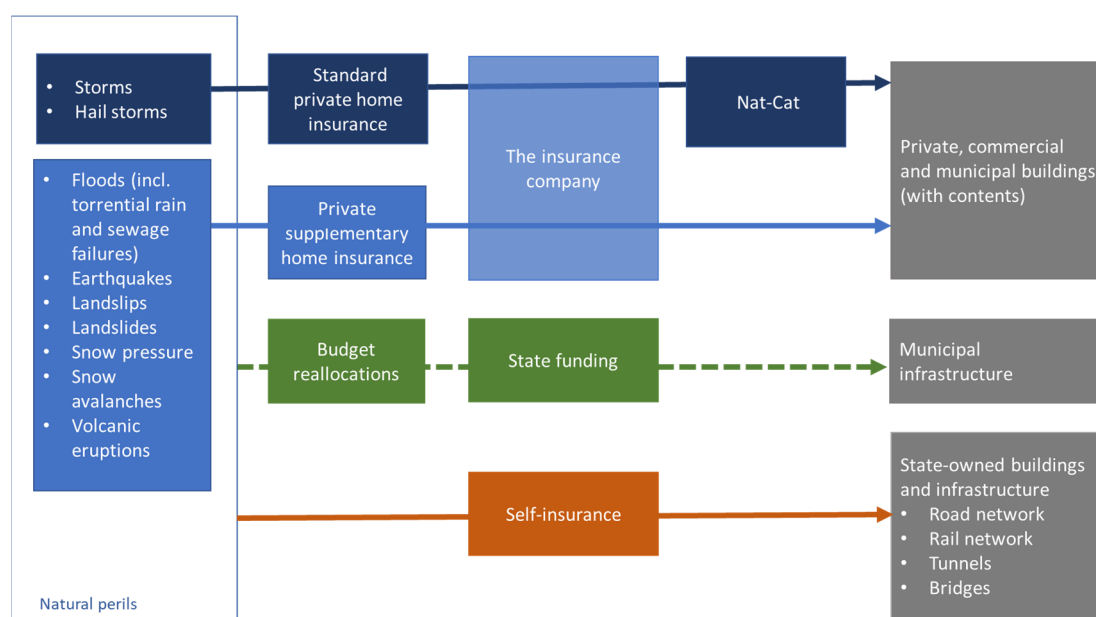 • Storms
• Hail storms
Standard
private home
insurance
The insurance
company
Nat-Cat
Private, commercial
and municipal buildings
(with contents)
• Floods (incl.
torrential rain
and sewage
failures)
• Earthquakes
• Landslips
• Landslides
• Snow pressure
• Snow
avalanches
• Volcanic
eruptions
Private
supplementary
home insurance
Budget
reallocations
State funding
Municipal
infrastructure
Self-insurance
State-owned buildings
and infrastructure
• Road network
• Rail network
• Tunnels
• Bridges
Natural perils